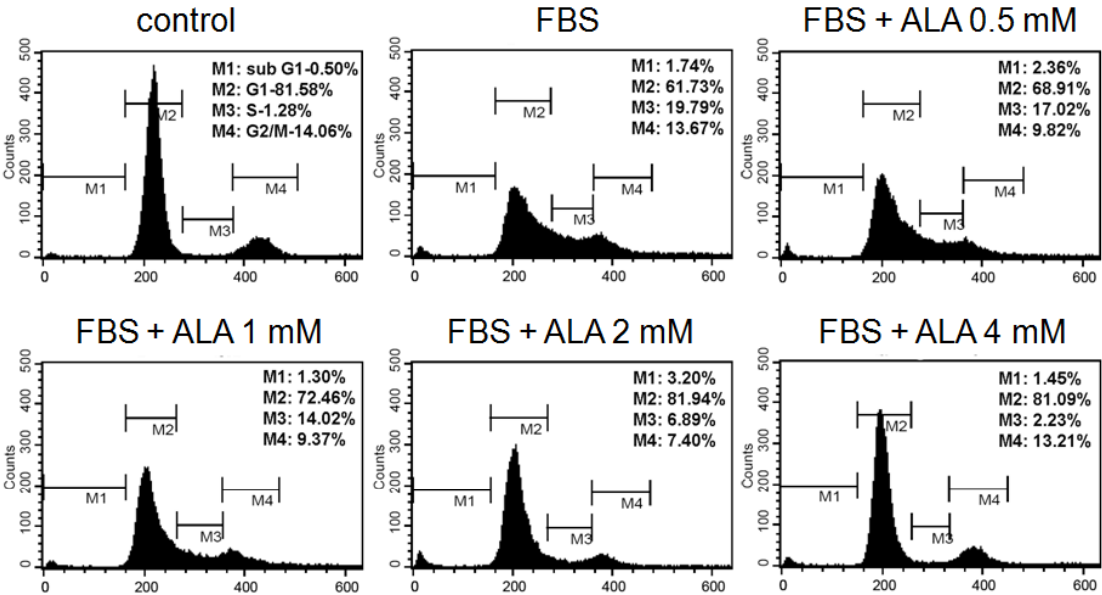 control
500
400
300
200
100
0
Counts
M1: sub G1-0.50%
M2: G1-81.58%
M3: S-1.28%
M4: G2/M-14.06%
M2
M1
M4
M3
0 200 400 600
FBS
500
400
300
200
100
0
Counts
M1: 1.74%
M2: 61.73%
M3: 19.79%
M4: 13.67%
M2
M1
M4
M3
0 200 400 600
FBS + ALA 0.5 mM
500
400
300
200
100
0
Counts
M1: 2.36%
M2: 68.91%
M3: 17.02%
M4: 9.82%
M2
M1
M4
M3
0 200 400 600
FBS + ALA 1 mM
500
400
300
200
100
0
Counts
M1: 1.30%
M2: 72.46%
M3: 14.02%
M4: 9.37%
M2
M1
M4
M3
0 200 400 600
FBS + ALA 2 mM
500
400
300
200
100
0
Counts
M1: 3.20%
M2: 81.94%
M3: 6.89%
M4: 7.40%
M2
M1
M4
M3
0 200 400 600
FBS + ALA 4 mM
500
400
300
200
100
0
Counts
M1: 1.45%
M2: 81.09%
M3: 2.23%
M4: 13.21%
M2
M1
M4
M3
0 200 400 600